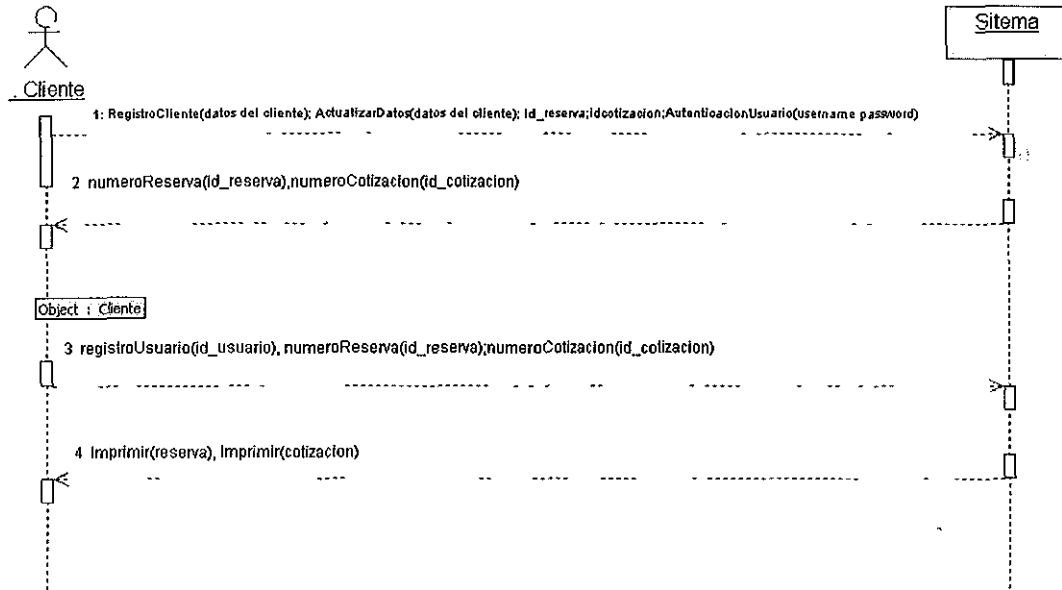 Sitema
. Cliente
1: RegistroCliente(datos del cliente); ActualizarDatos(datos del cliente); Id_reserva;idcotizacion;AutenticacionUsuario(username password)
2 numeroReserva(id_reserva),numeroCotizacion(id_cotizacion)
Object : Cliente
3 registroUsuario(id_usuario), numeroReserva(id_reserva);numeroCotizacion(id_cotizacion)
4 Imprimir(reserva), Imprimir(cotizacion)